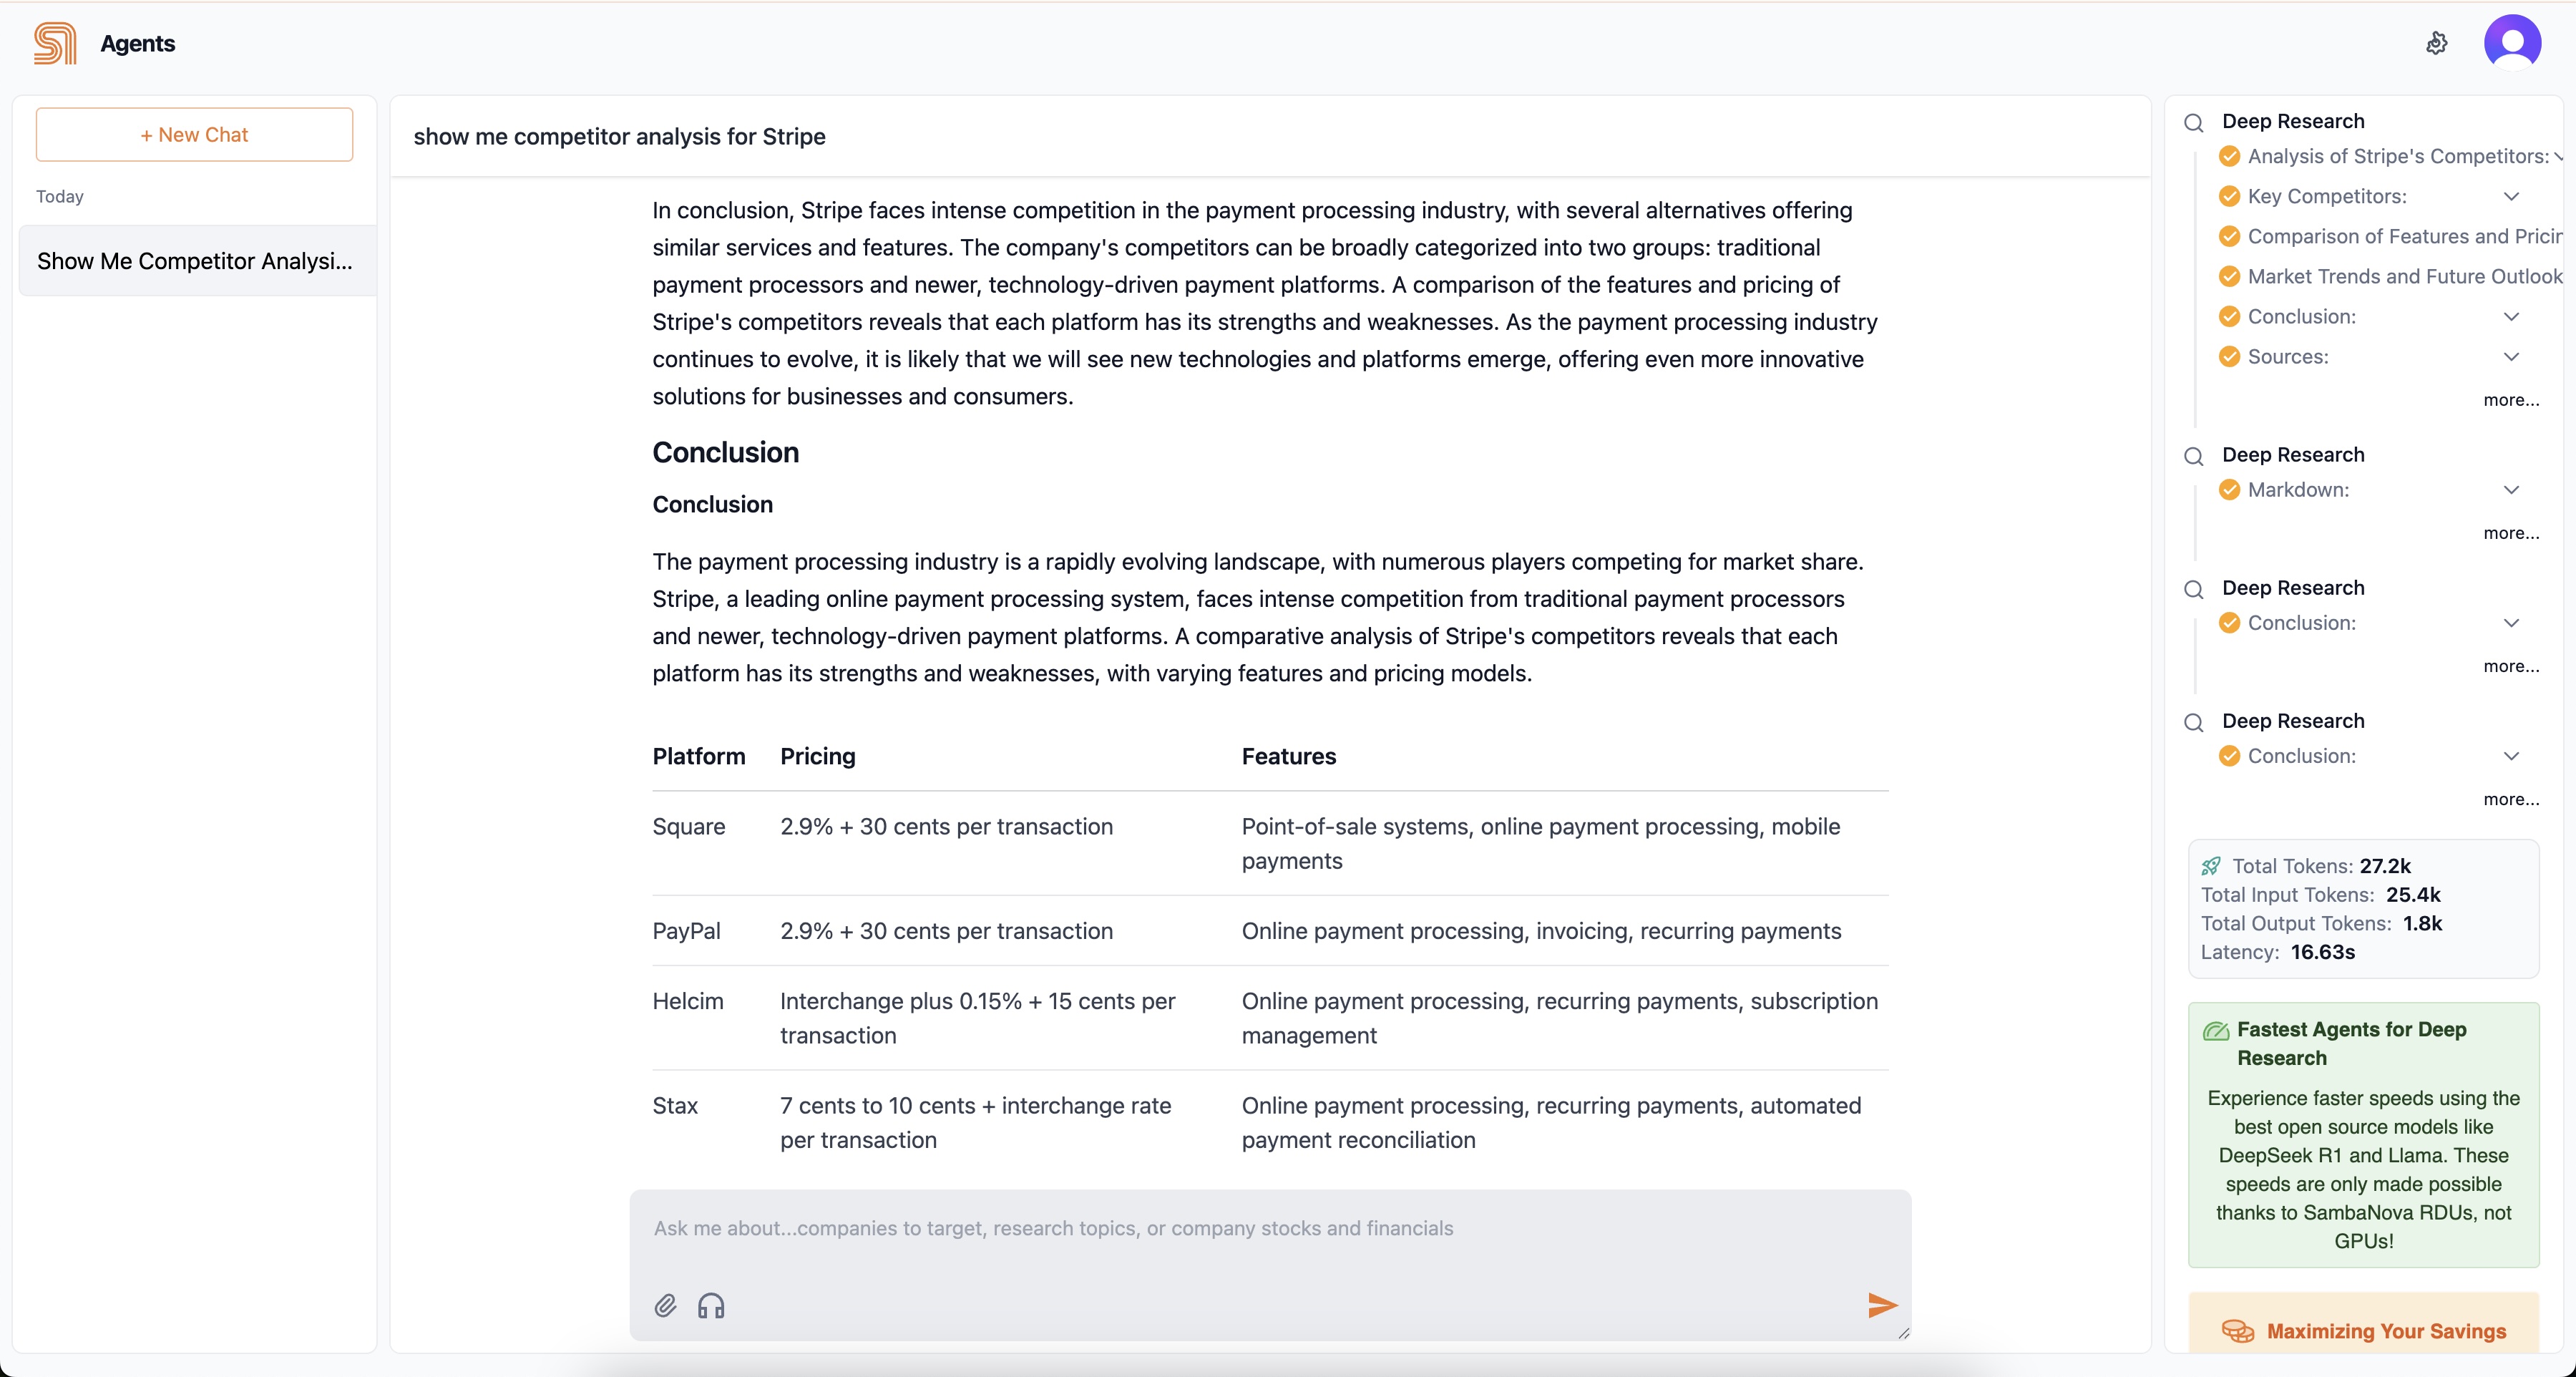 Agents
+ New Chat
Today
Show Me Competitor Analysi...
show me competitor analysis for Stripe
In conclusion, Stripe faces intense competition in the payment processing industry, with several alternatives offering
similar services and features. The company's competitors can be broadly categorized into two groups: traditional
payment processors and newer, technology-driven payment platforms. A comparison of the features and pricing of
Stripe's competitors reveals that each platform has its strengths and weaknesses. As the payment processing industry
continues to evolve, it is likely that we will see new technologies and platforms emerge, offering even more innovative
solutions for businesses and consumers.
Conclusion
Conclusion
The payment processing industry is a rapidly evolving landscape, with numerous players competing for market share.
Stripe, a leading online payment processing system, faces intense competition from traditional payment processors
and newer, technology-driven payment platforms. A comparative analysis of Stripe's competitors reveals that each
platform has its strengths and weaknesses, with varying features and pricing models.
Platform Pricing Features
Square 2.9% + 30 cents per transaction Point-of-sale systems, online payment processing, mobile
payments
PayPal 2.9% + 30 cents per transaction Online payment processing, invoicing, recurring payments
Helcim Interchange plus 0.15% + 15 cents per Online payment processing, recurring payments, subscription
transaction management
Stax 7 cents to 10 cents + interchange rate Online payment processing, recurring payments, automated
per transaction payment reconciliation
Ask me about...companies to target, research topics, or company stocks and financials
Deep Research
Analysis of Stripe's Competitors:
Key Competitors:
Comparison of Features and Pricin
Market Trends and Future Outlook
Conclusion:
Sources:
more...
Deep Research
Markdown:
more...
Deep Research
Conclusion:
more...
Deep Research
Conclusion:
more...
Total Tokens: 27.2k
Total Input Tokens: 25.4k
Total Output Tokens: 1.8k
Latency: 16.63s
Fastest Agents for Deep
Research
Experience faster speeds using the
best open source models like
DeepSeek R1 and Llama. These
speeds are only made possible
thanks to SambaNova RDUs, not
GPUs!
Maximizing Your Savings